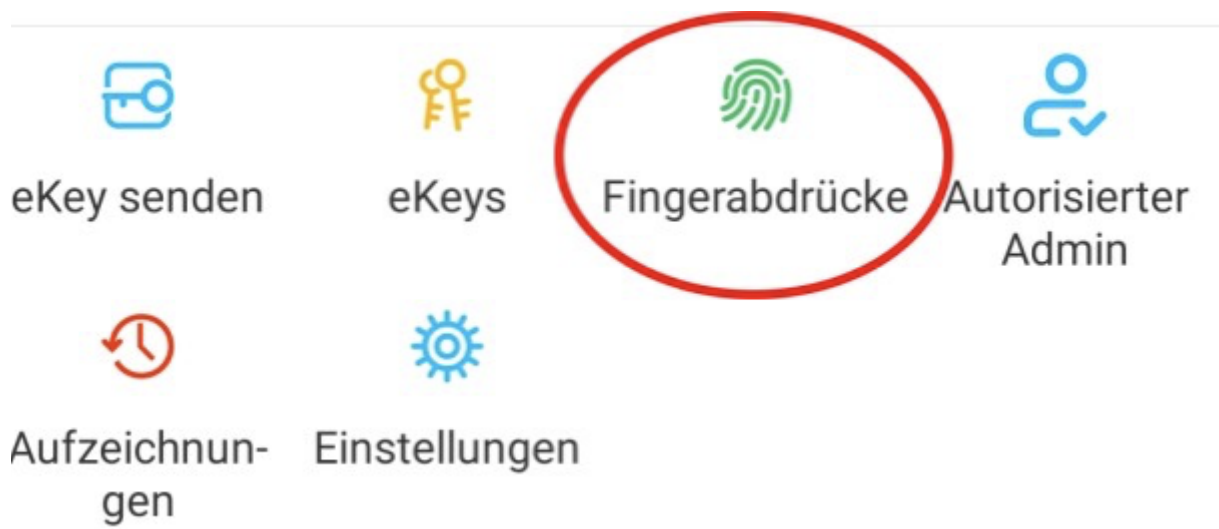 eKey senden
eKeys
Fingerabdrücke
Autorisierter
Admin
Aufzeichnun-
gen
Einstellungen